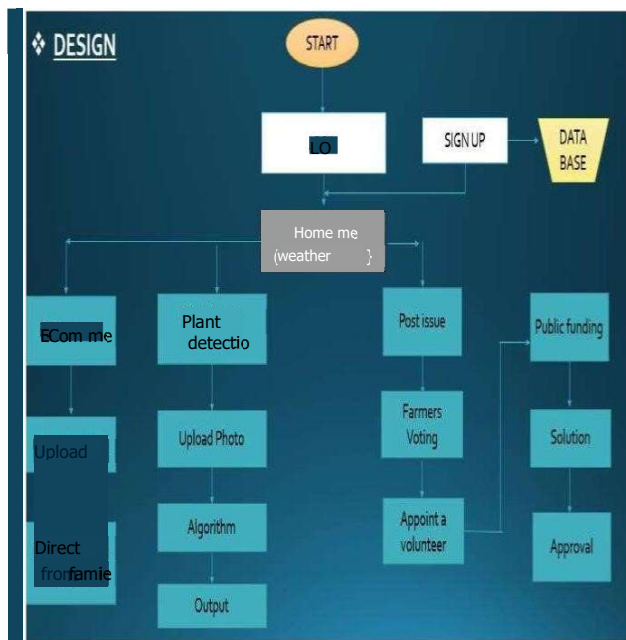 ❖ DESIGN
START
LO
SIGN UP
DATA
BASE
Home me
(weather }
ECom me
Plant
detectio
Post issue
Public funding
Upload
Upload Photo
Farmers
Voting
Solution
Direct
from
Algorithm
Appoint a
volunteer
Approval
Output